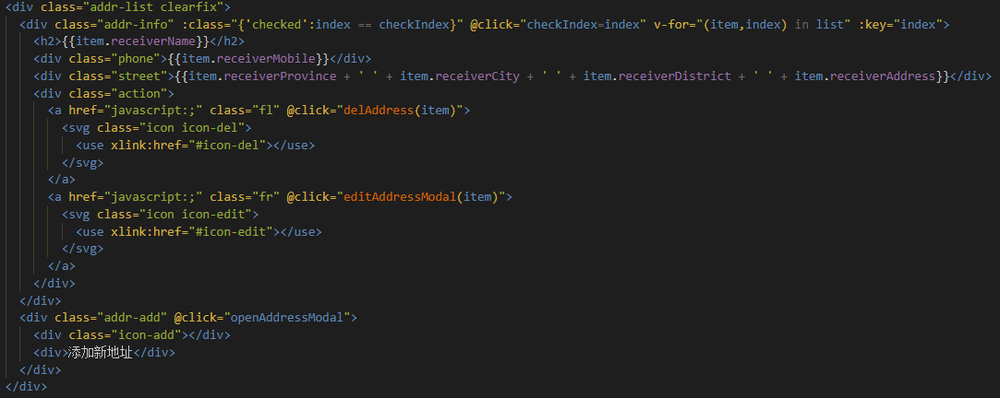 <div class="addr-list clearfix">
<div class="addr-info" :class="{'checked':index == checkIndex}" @click="checkIndex=index" v-for="(item,index) in list" :key="index">
<h2>{{item.receiverName}}</h2>
<div class="phone">{{item.receiverMobile}}</div>
<div class="street">{{item.receiverProvince + ' ' + item.receiverCity + ' ' + item.receiverDistrict + ' ' + item.receiverAddress}}</div>
<div class="action">
<a href="javascript:;" class="fl" @click="delAddress(item)">
<svg class="icon icon-del">
<use xlink:href="#icon-del"></use>
</svg>
</a>
<a href="javascript:;" class="fr" @click="editAddressModal(item)">
<svg class="icon icon-edit">
<use xlink:href="#icon-edit"></use>
</svg>
</a>
</div>
</div>
<div class="addr-add" @click="openAddressModal">
<div class="icon-add"></div>
<div>添加新地址</div>
</div>
</div>